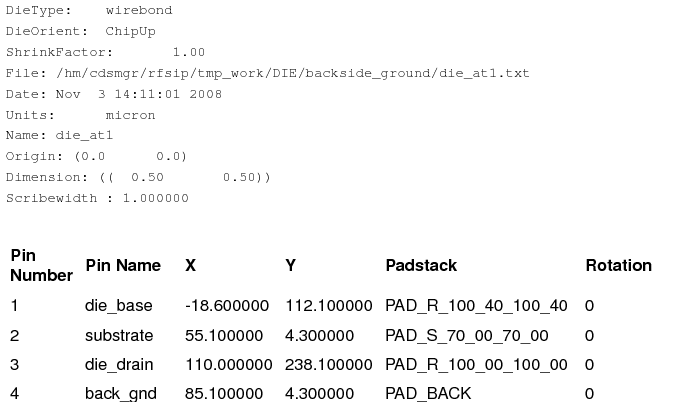 DieType:    wirebond
DieOrient:  ChipUp
ShrinkFactor:       1.00
File: /hm/cdsmgr/rfsip/tmp_work/DIE/backside_ground/die_at1.txt
Date: Nov  3 14:11:01 2008
Units:      micron
Name: die_at1
Origin: (0.0      0.0)
Dimension: ((  0.50       0.50))
Scribewidth : 1.000000
Pin Number Pin Name X Y Padstack Rotation
1 die_base -18.600000 112.100000 PAD_R_100_40_100_40 0
2 substrate 55.100000 4.300000 PAD_S_70_00_70_00 0
3 die_drain 110.000000 238.100000 PAD_R_100_00_100_00 0
4 back_gnd 85.100000 4.300000 PAD_BACK 0